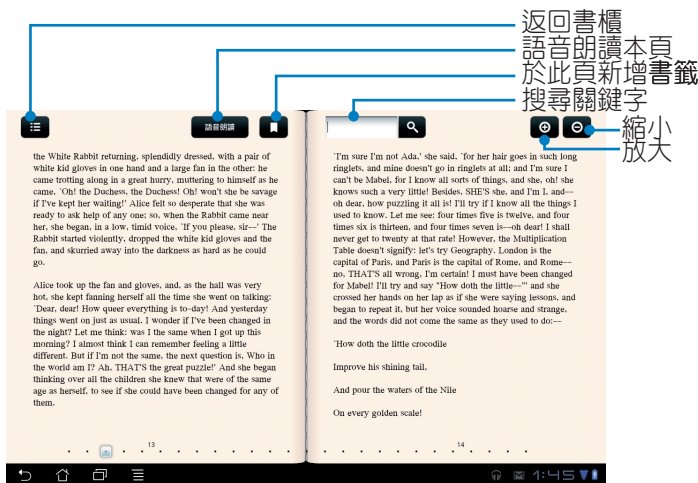 返回書櫃
語音朗讀本頁
於此頁新增書籤
搜尋關鍵字
縮小
放大
語音朗讀
the White Rabbit returning, splendidly dressed, with a pair of
white kid gloves in one hand and a large fan in the other: he
came trotting along in a great hurry, muttering to himself as he
came, `Oh! the Duchess, the Duchess! Oh! won't she be savage
if I've kept her waiting!' Alice felt so desperate that she was
ready to ask help of any one; so, when the Rabbit came near
her, she began, in a low, timid voice, `If you please, sir--' The
Rabbit started violently, dropped the white kid gloves and the
fan, and skurried away into the darkness as hard as he could
go.
Alice took up the fan and gloves, and, as the hall was very
hot, she kept fanning herself all the time she went on talking:
`Dear, dear! How queer everything is to-day! And yesterday
things went on just as usual. I wonder if I've been changed in
the night? Let me think: was I the same when I got up this
morning? I almost think I can remember feeling a little
different. But if I'm not the same, the next question is, Who in
the world am I? Ah, THAT'S the great puzzle!' And she began
thinking over all the children she knew that were of the same
age as herself, to see if she could have been changed for any of
them.
13
`I'm sure I'm not Ada,' she said, `for her hair goes in such long
ringlets, and mine doesn't go in ringlets at all; and I'm sure I
can't be Mabel, for I know all sorts of things, and she, oh! she
knows such a very little! Besides, SHE'S she, and I'm I, and--
oh dear, how puzzling it all is! I'll try if I know all the things I
used to know. Let me see: four times five is twelve, and four
times six is thirteen, and four times seven is--oh dear! I shall
never get to twenty at that rate! However, the Multiplication
Table doesn't signify: let's try Geography. London is the
capital of Paris, and Paris is the capital of Rome, and Rome--
no, THAT'S all wrong, I'm certain! I must have been changed
for Mabel! I'll try and say "How doth the little--"' and she
crossed her hands on her lap as if she were saying lessons, and
began to repeat it, but her voice sounded hoarse and strange,
and the words did not come the same as they used to do:--
`How doth the little crocodile
Improve his shining tail,
And pour the waters of the Nile
On every golden scale!
14
1:45